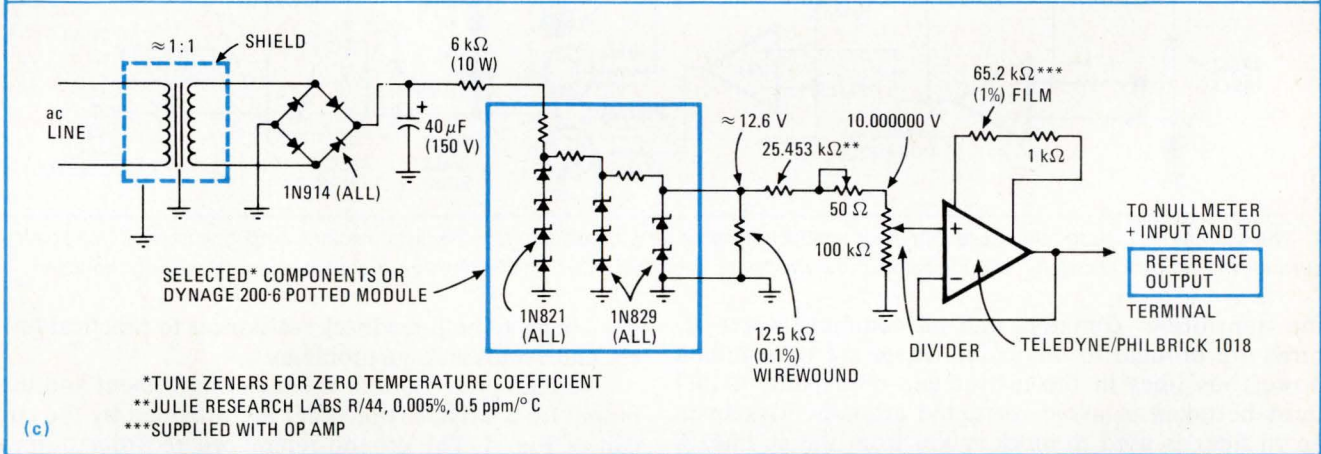 ≈1:1
SHIELD
ac
LINE
1N914 (ALL)
+
40 μF
(150 V)
6 kΩ
(10 W)
SELECTED* COMPONENTS OR
DYNAGE 200-6 POTTED MODULE
1N821
(ALL)
1N829
(ALL)
≈12.6 V
12.5 kΩ
(0.1%)
WIREWOUND
25.453 kΩ**
50 Ω
10.000000 V
100 kΩ
DIVIDER
65.2 kΩ***
(1%) FILM
1 kΩ
+
−
TELEDYNE/PHILBRICK 1018
TO NULLMETER
+ INPUT AND TO
REFERENCE
OUTPUT
TERMINAL
*TUNE ZENERS FOR ZERO TEMPERATURE COEFFICIENT
**JULIE RESEARCH LABS R/44, 0.005%, 0.5 ppm/°C
***SUPPLIED WITH OP AMP
(c)